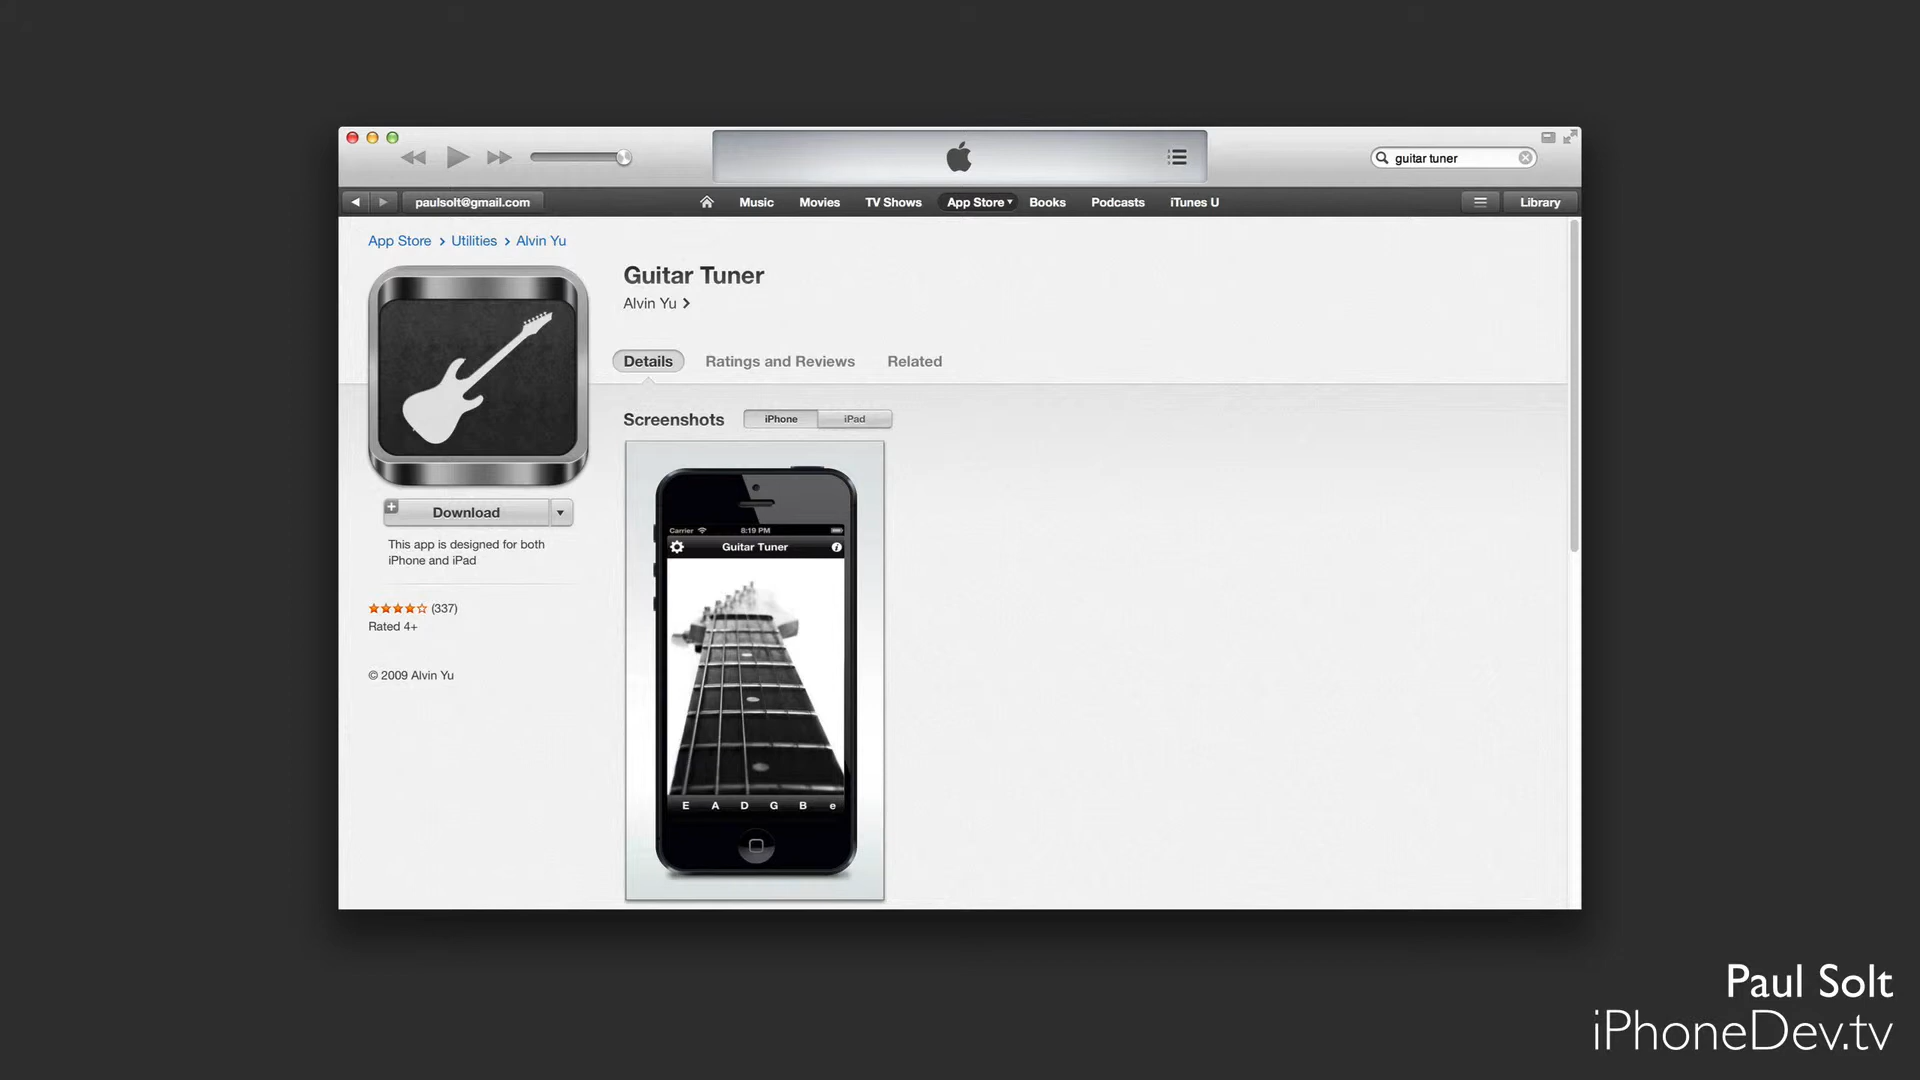 guitar tuner
paulsolt@gmail.com
Music
Movies
TV Shows
App Store
Books
Podcasts
iTunes U
Library
App Store > Utilities > Alvin Yu
Guitar Tuner
Alvin Yu >
Details
Ratings and Reviews
Related
Screenshots
iPhone
iPad
Download
This app is designed for both
iPhone and iPad
(337)
Rated 4+
© 2009 Alvin Yu
Carrier
8:19 PM
Guitar Tuner
E A D G B e
Paul Solt
iPhoneDev.tv